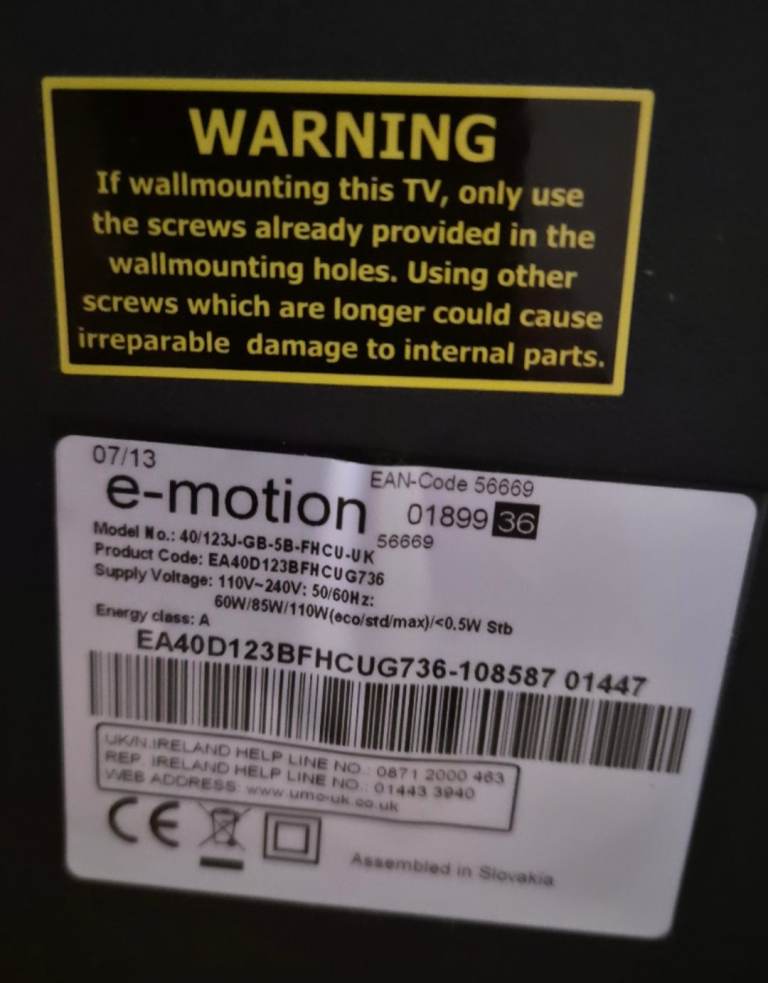 WARNING
If wallmounting this TV, only use
the screws already provided in the
wallmounting holes. Using other
screws which are longer could cause
irreparable damage to internal parts.
07/13
EAN-Code 56669
e-motion
01899 36
56669
Model No.: 40/123J-GB-5B-FHCU-UK
Product Code: EA40D123BFHCUG736
Supply Voltage: 110V~240V: 50/60Hz:
60W/85W/110W(eco/std/max)/<0.5W Stb
Energy class: A
EA40D123BFHCUG736-108587 01447
UK/N.IRELAND HELP LINE NO.: 0871 2000 463
REP. IRELAND HELP LINE NO.: 01443 3940
WEB ADDRESS: www.umc-uk.co.uk
CE
Assembled in Slovakia